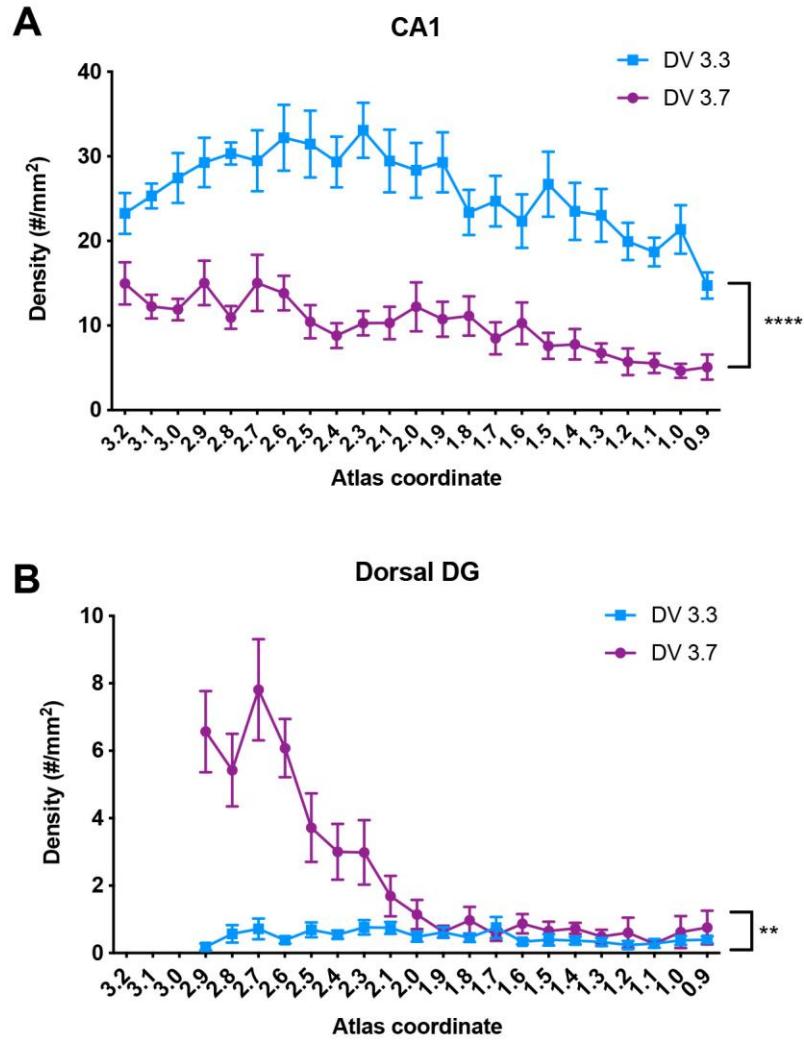 A
CA1
DV 3.3
DV 3.7
40
30
20
10
0
Density (#/mm²)
3.2 3.1 3.0 2.9 2.8 2.7 2.6 2.5 2.4 2.3 2.1 2.0 1.9 1.8 1.7 1.6 1.5 1.4 1.3 1.2 1.1 1.0 0.9
Atlas coordinate
****
B
Dorsal DG
DV 3.3
DV 3.7
10
8
6
4
2
0
Density (#/mm²)
3.2 3.1 3.0 2.9 2.8 2.7 2.6 2.5 2.4 2.3 2.1 2.0 1.9 1.8 1.7 1.6 1.5 1.4 1.3 1.2 1.1 1.0 0.9
Atlas coordinate
**